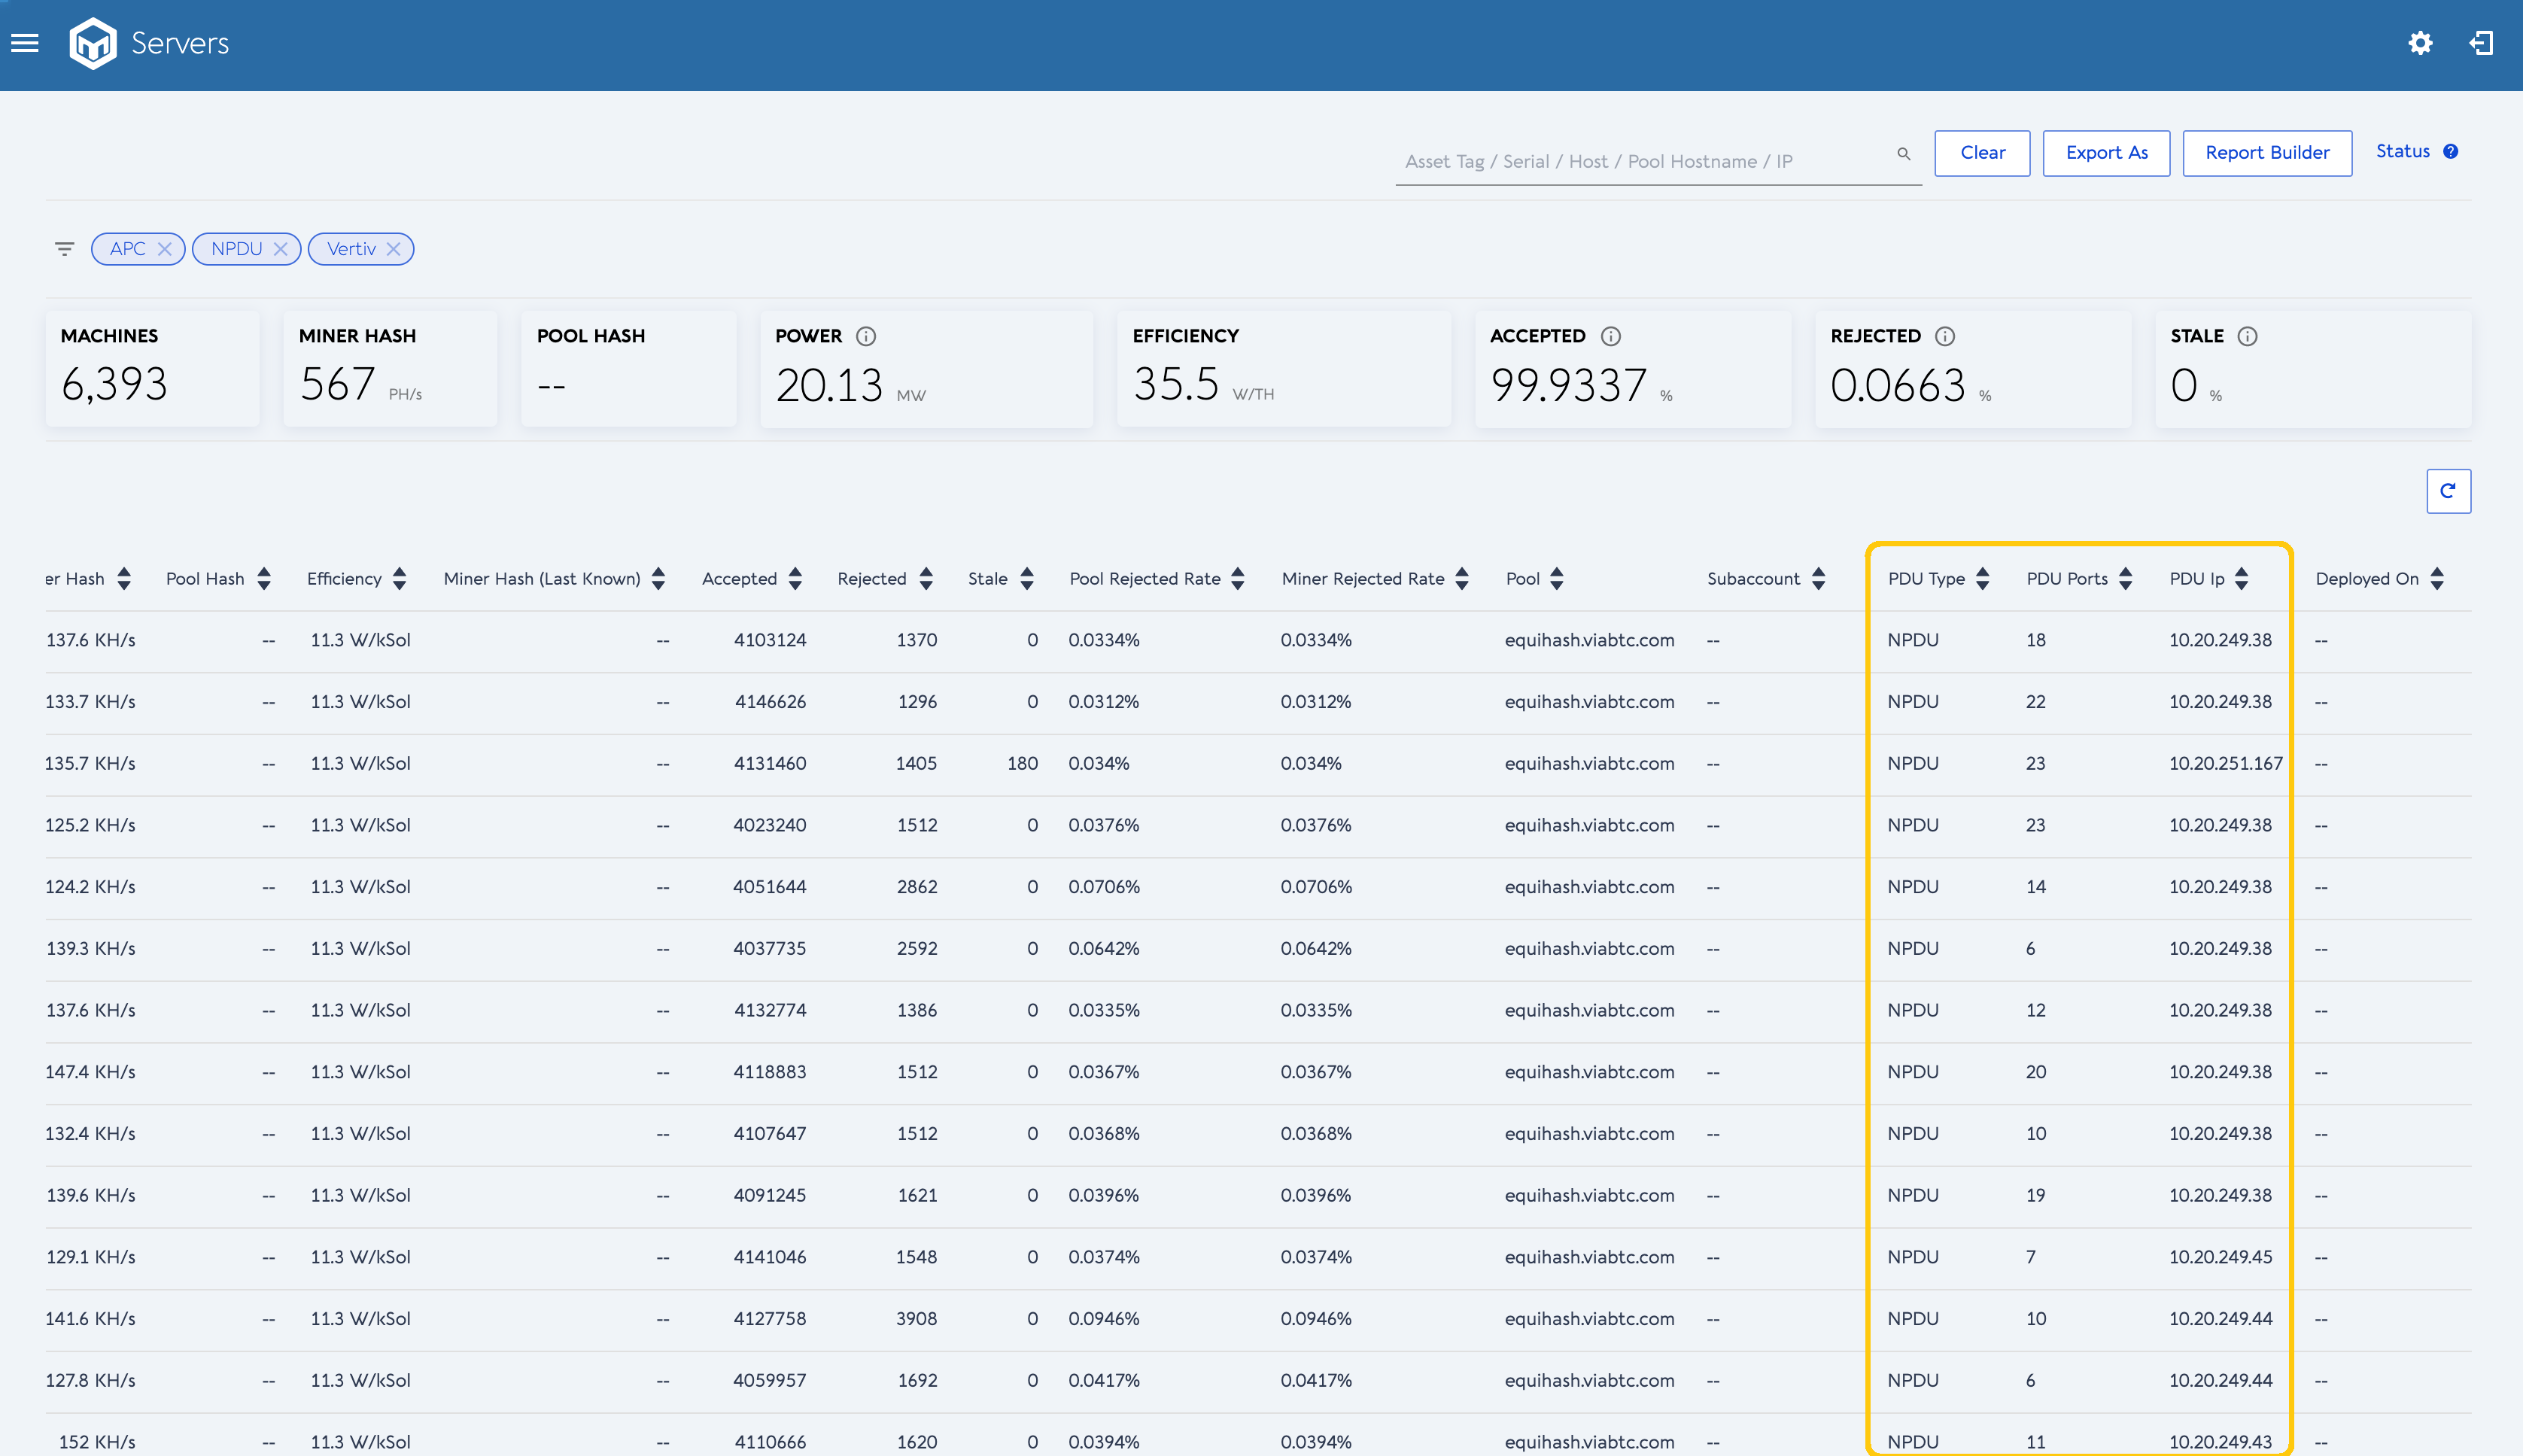 Servers
Asset Tag / Serial / Host / Pool Hostname / IP Clear Export As Report Builder Status ?
APC NPDU Vertiv
MACHINES MINER HASH POOL HASH POWER EFFICIENCY ACCEPTED REJECTED STALE
6,393 567 PH/s -- 20.13 MW 35.5 W/TH 99.9337 % 0.0663 % 0 %
er Hash Pool Hash Efficiency Miner Hash (Last Known) Accepted Rejected Stale Pool Rejected Rate Miner Rejected Rate Pool Subaccount PDU Type PDU Ports PDU Ip Deployed On
137.6 KH/s -- 11.3 W/kSol -- 4103124 1370 0 0.0334% 0.0334% equihash.viabtc.com -- NPDU 18 10.20.249.38 --
133.7 KH/s -- 11.3 W/kSol -- 4146626 1296 0 0.0312% 0.0312% equihash.viabtc.com -- NPDU 22 10.20.249.38 --
135.7 KH/s -- 11.3 W/kSol -- 4131460 1405 180 0.034% 0.034% equihash.viabtc.com -- NPDU 23 10.20.251.167 --
125.2 KH/s -- 11.3 W/kSol -- 4023240 1512 0 0.0376% 0.0376% equihash.viabtc.com -- NPDU 23 10.20.249.38 --
124.2 KH/s -- 11.3 W/kSol -- 4051644 2862 0 0.0706% 0.0706% equihash.viabtc.com -- NPDU 14 10.20.249.38 --
139.3 KH/s -- 11.3 W/kSol -- 4037735 2592 0 0.0642% 0.0642% equihash.viabtc.com -- NPDU 6 10.20.249.38 --
137.6 KH/s -- 11.3 W/kSol -- 4132774 1386 0 0.0335% 0.0335% equihash.viabtc.com -- NPDU 12 10.20.249.38 --
147.4 KH/s -- 11.3 W/kSol -- 4118883 1512 0 0.0367% 0.0367% equihash.viabtc.com -- NPDU 20 10.20.249.38 --
132.4 KH/s -- 11.3 W/kSol -- 4107647 1512 0 0.0368% 0.0368% equihash.viabtc.com -- NPDU 10 10.20.249.38 --
139.6 KH/s -- 11.3 W/kSol -- 4091245 1621 0 0.0396% 0.0396% equihash.viabtc.com -- NPDU 19 10.20.249.38 --
129.1 KH/s -- 11.3 W/kSol -- 4141046 1548 0 0.0374% 0.0374% equihash.viabtc.com -- NPDU 7 10.20.249.45 --
141.6 KH/s -- 11.3 W/kSol -- 4127758 3908 0 0.0946% 0.0946% equihash.viabtc.com -- NPDU 10 10.20.249.44 --
127.8 KH/s -- 11.3 W/kSol -- 4059957 1692 0 0.0417% 0.0417% equihash.viabtc.com -- NPDU 6 10.20.249.44 --
152 KH/s -- 11.3 W/kSol -- 4110666 1620 0 0.0394% 0.0394% equihash.viabtc.com -- NPDU 11 10.20.249.43 --